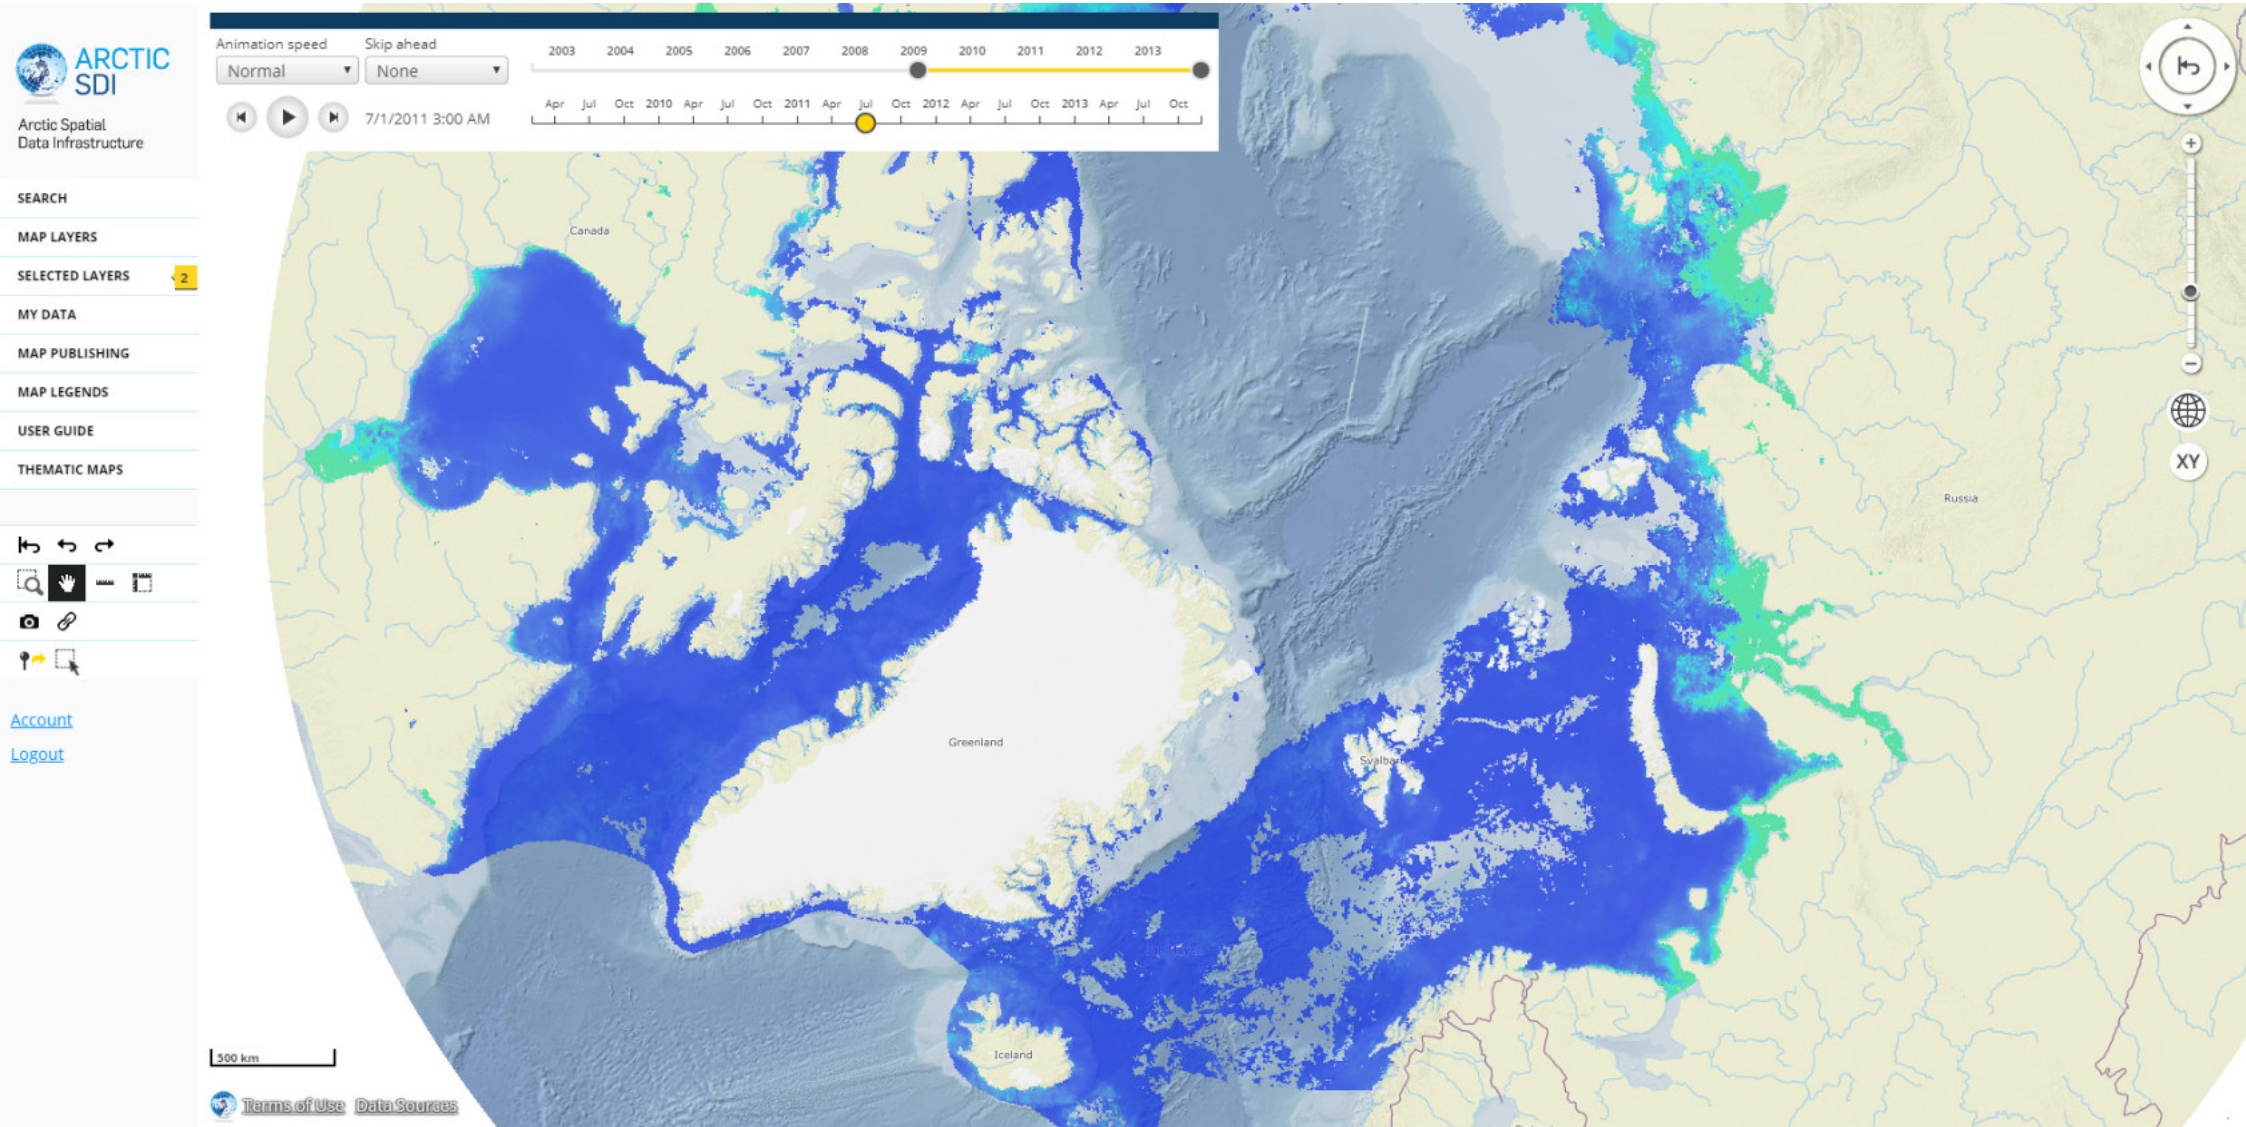 ARCTIC
SDI
Arctic Spatial
Data Infrastructure
SEARCH
MAP LAYERS
SELECTED LAYERS 2
MY DATA
MAP PUBLISHING
MAP LEGENDS
USER GUIDE
THEMATIC MAPS
Account
Logout
Animation speed Skip ahead
Normal None
2003 2004 2005 2006 2007 2008 2009 2010 2011 2012 2013
7/1/2011 3:00 AM
Apr Jul Oct 2010 Apr Jul Oct 2011 Apr Jul Oct 2012 Apr Jul Oct 2013 Apr Jul Oct
XY
Canada
Russia
Greenland
Svalbar
Iceland
500 km
Terms of Use Data Sources